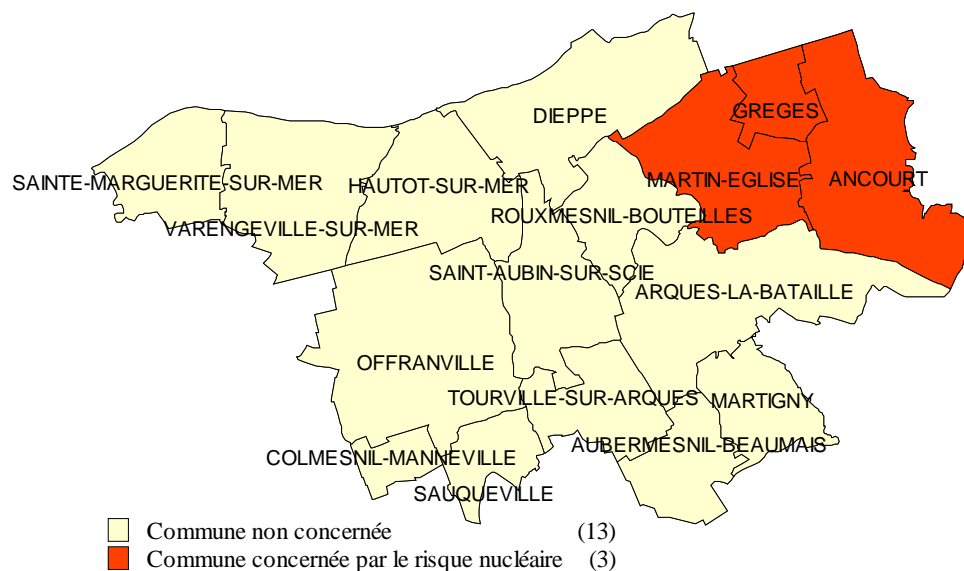 DIEPPE
GREGES
SAINTE-MARGUERITE-SUR-MER
HAUTOT-SUR-MER
MARTIN-EGLISE
ANCOURT
VARENGEVILLE-SUR-MER
ROUXMESNIL-BOUTEILLES
SAINT-AUBIN-SUR-SCIE
ARQUES-LA-BATAILLE
OFFRANVILLE
TOURVILLE-SUR-ARQUES
MARTIGNY
COLMESNIL-MANNEVILLE
AUBERMESNIL-BEAUMAIS
SAUQUEVILLE
Commune non concernée (13)
Commune concernée par le risque nucléaire (3)